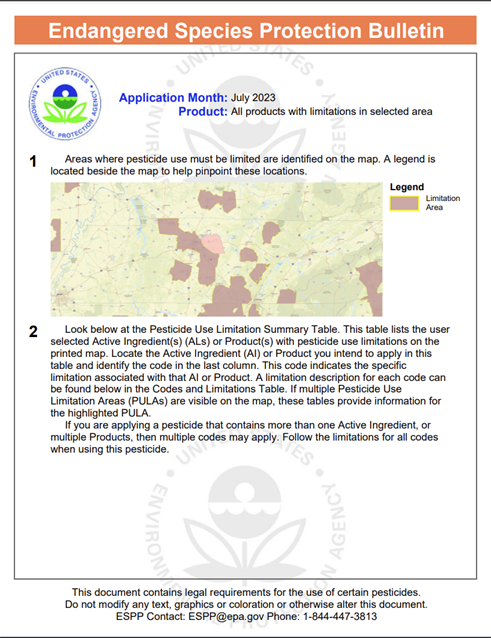 Endangered Species Protection Bulletin
UNITED STATES
ENVIRONMENTAL PROTECTION AGENCY
Application Month: July 2023
Product: All products with limitations in selected area
1 Areas where pesticide use must be limited are identified on the map. A legend is
located beside the map to help pinpoint these locations.
Legend
Limitation
Area
2 Look below at the Pesticide Use Limitation Summary Table. This table lists the user
selected Active Ingredient(s) (ALs) or Product(s) with pesticide use limitations on the
printed map. Locate the Active Ingredient (AI) or Product you intend to apply in this
table and identify the code in the last column. This code indicates the specific
limitation associated with that AI or Product. A limitation description for each code can
be found below in the Codes and Limitations Table. If multiple Pesticide Use
Limitation Areas (PULAs) are visible on the map, these tables provide information for
the highlighted PULA.
If you are applying a pesticide that contains more than one Active Ingredient, or
multiple Products, then multiple codes may apply. Follow the limitations for all codes
when using this pesticide.
This document contains legal requirements for the use of certain pesticides.
Do not modify any text, graphics or coloration or otherwise alter this document.
ESPP Contact: ESPP@epa.gov Phone: 1-844-447-3813